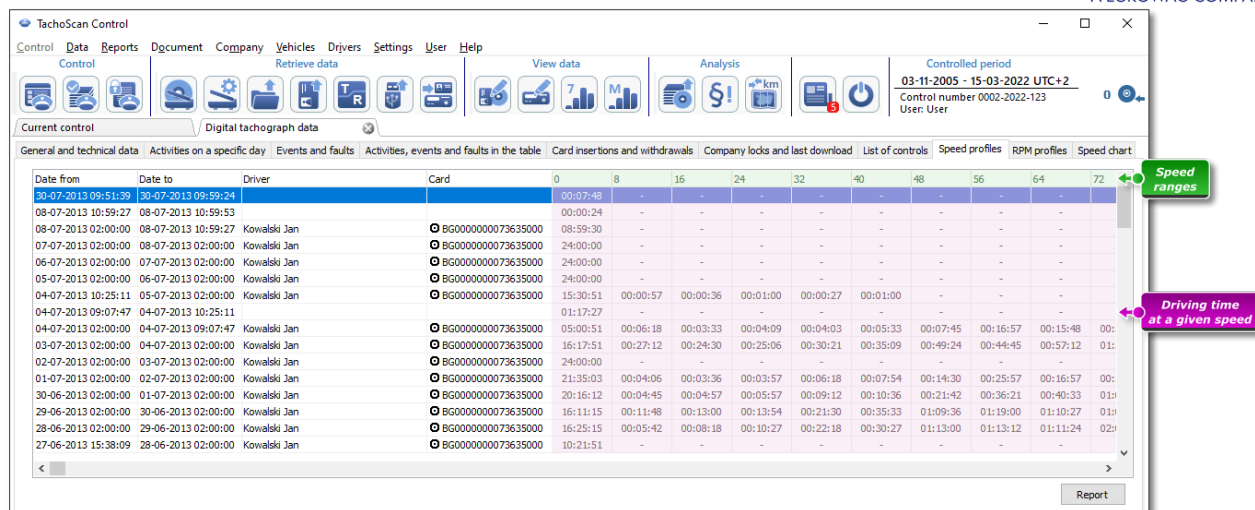 TachoScan Control
Control Data Reports Document Company Vehicles Drivers Settings User Help
Control Retrieve data View data Analysis Controlled period
03-11-2005 - 15-03-2022 UTC+2
Control number 0002-2022-123
User: User
T R 7 M §! km 5 0
Current control Digital tachograph data
General and technical data Activities on a specific day Events and faults Activities, events and faults in the table Card insertions and withdrawals Company locks and last download List of controls Speed profiles RPM profiles Speed chart
Date from Date to Driver Card 0 8 16 24 32 40 48 56 64 72
30-07-2013 09:51:39 30-07-2013 09:59:24 00:07:48 - - - - - - - -
08-07-2013 10:59:27 08-07-2013 10:59:53 00:00:24 - - - - - - - -
08-07-2013 02:00:00 08-07-2013 10:59:27 Kowalski Jan BG0000000073635000 08:59:30 - - - - - - - -
07-07-2013 02:00:00 08-07-2013 02:00:00 Kowalski Jan BG0000000073635000 24:00:00 - - - - - - - -
06-07-2013 02:00:00 07-07-2013 02:00:00 Kowalski Jan BG0000000073635000 24:00:00 - - - - - - - -
05-07-2013 02:00:00 06-07-2013 02:00:00 Kowalski Jan BG0000000073635000 24:00:00 - - - - - - - -
04-07-2013 10:25:11 05-07-2013 02:00:00 Kowalski Jan BG0000000073635000 15:30:51 00:00:57 00:00:36 00:01:00 00:00:27 00:01:00 - - -
04-07-2013 09:07:47 04-07-2013 10:25:11 01:17:27 - - - - - - - -
04-07-2013 02:00:00 04-07-2013 09:07:47 Kowalski Jan BG0000000073635000 05:00:51 00:06:18 00:03:33 00:04:09 00:04:03 00:05:33 00:07:45 00:16:57 00:15:48 00:
03-07-2013 02:00:00 04-07-2013 02:00:00 Kowalski Jan BG0000000073635000 16:17:51 00:27:12 00:24:30 00:25:06 00:30:21 00:35:09 00:49:24 00:44:45 00:57:12 01:
02-07-2013 02:00:00 03-07-2013 02:00:00 Kowalski Jan BG0000000073635000 24:00:00 - - - - - - - -
01-07-2013 02:00:00 02-07-2013 02:00:00 Kowalski Jan BG0000000073635000 21:35:03 00:04:06 00:03:36 00:03:57 00:06:18 00:07:54 00:14:30 00:25:57 00:16:57 00:
30-06-2013 02:00:00 01-07-2013 02:00:00 Kowalski Jan BG0000000073635000 20:16:12 00:04:45 00:04:57 00:05:57 00:09:12 00:10:36 00:21:42 00:36:21 00:40:33 01:
29-06-2013 02:00:00 30-06-2013 02:00:00 Kowalski Jan BG0000000073635000 16:11:15 00:11:48 00:13:00 00:13:54 00:21:30 00:35:33 01:09:36 01:19:00 01:10:27 01:
28-06-2013 02:00:00 29-06-2013 02:00:00 Kowalski Jan BG0000000073635000 16:25:15 00:05:42 00:08:18 00:10:27 00:22:18 00:30:27 01:13:00 01:13:12 01:11:24 02:
27-06-2013 15:38:09 28-06-2013 02:00:00 Kowalski Jan BG0000000073635000 10:21:51
Report
Speed
ranges
Driving time
at a given speed